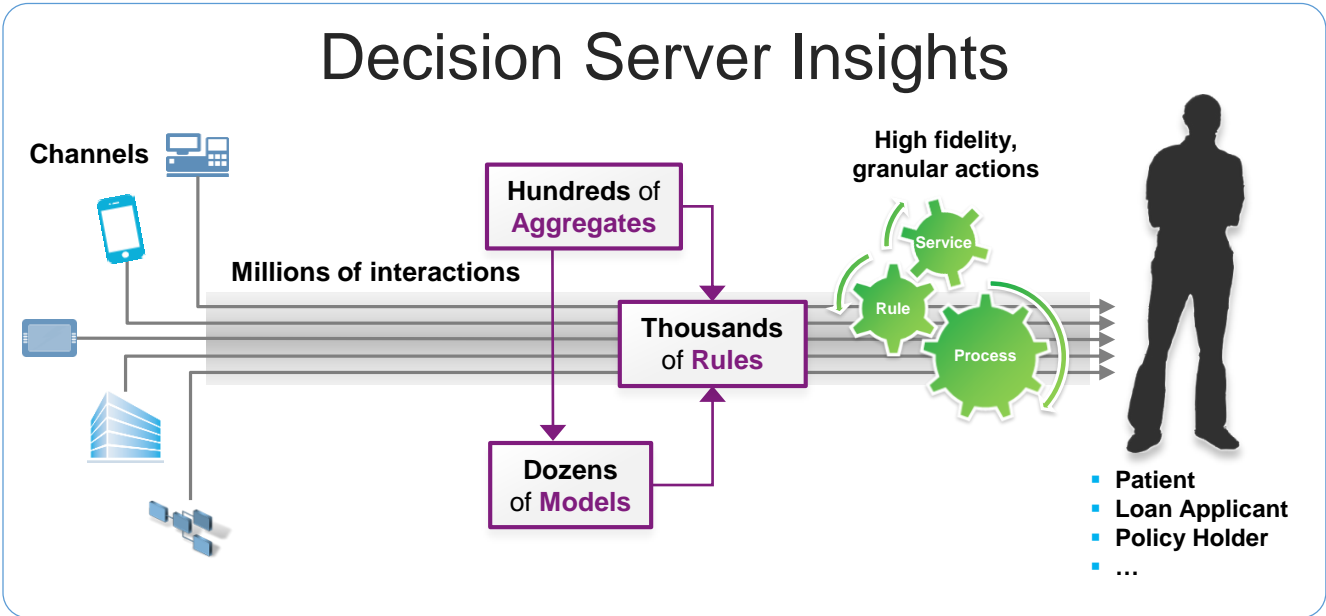 Decision Server Insights
Channels
High fidelity,
granular actions
Hundreds of
Aggregates
Service
Millions of interactions
Rule
Thousands
of Rules
Process
Dozens
of Models
▪ Patient
▪ Loan Applicant
▪ Policy Holder
▪ …